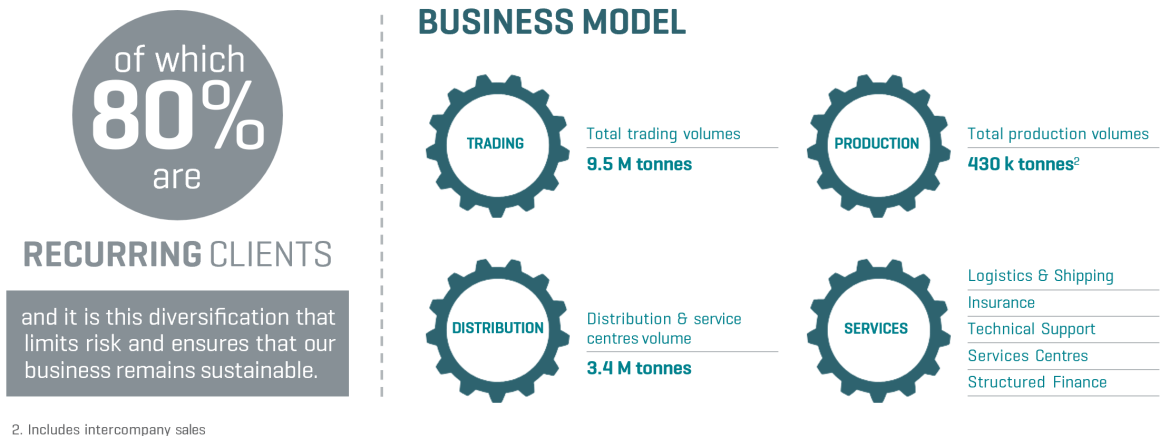 of which
80%
are
RECURRING CLIENTS
and it is this diversification that
limits risk and ensures that our
business remains sustainable.
BUSINESS MODEL
TRADING
Total trading volumes
9.5 M tonnes
PRODUCTION
Total production volumes
430 k tonnes²
DISTRIBUTION
Distribution & service
centres volume
3.4 M tonnes
SERVICES
Logistics & Shipping
Insurance
Technical Support
Services Centres
Structured Finance
2. Includes intercompany sales